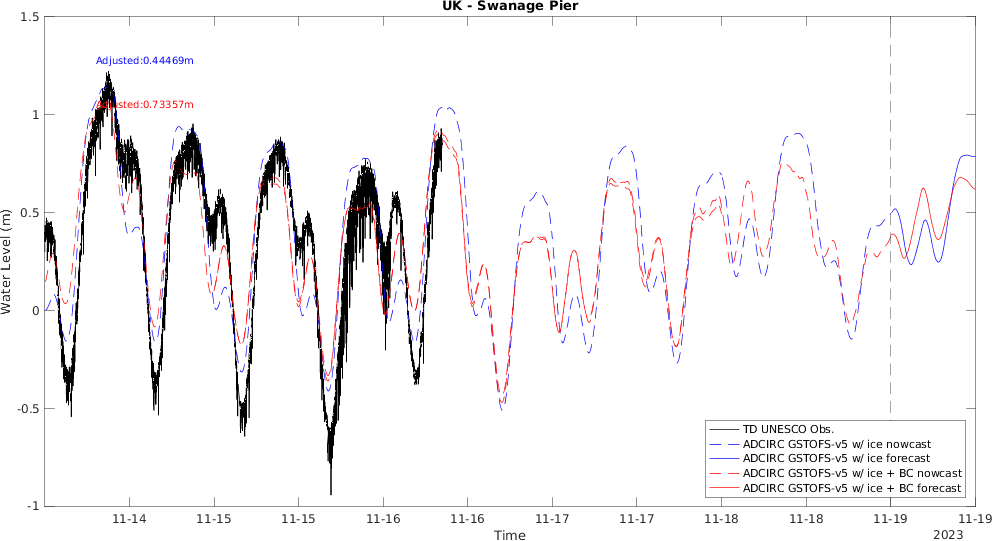 UK - Swanage Pier
1.5
1
0.5
0
-0.5
-1
Water Level (m)
Adjusted:0.44469m
Adjusted:0.73357m
TD UNESCO Obs.
ADCIRC GSTOFS-v5 w/ ice nowcast
ADCIRC GSTOFS-v5 w/ ice forecast
ADCIRC GSTOFS-v5 w/ ice + BC nowcast
ADCIRC GSTOFS-v5 w/ ice + BC forecast
11-14 11-15 11-15 11-16 11-16 11-17 11-17 11-18 11-18 11-19 11-19
Time
2023